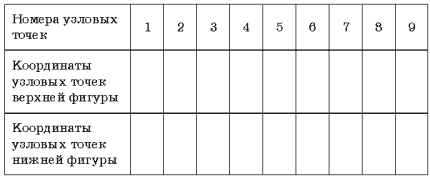 Номера узловых
точек
1 2 3 4 5 6 7 8 9
Координаты
узловых точек
верхней фигуры
Координаты
узловых точек
нижней фигуры